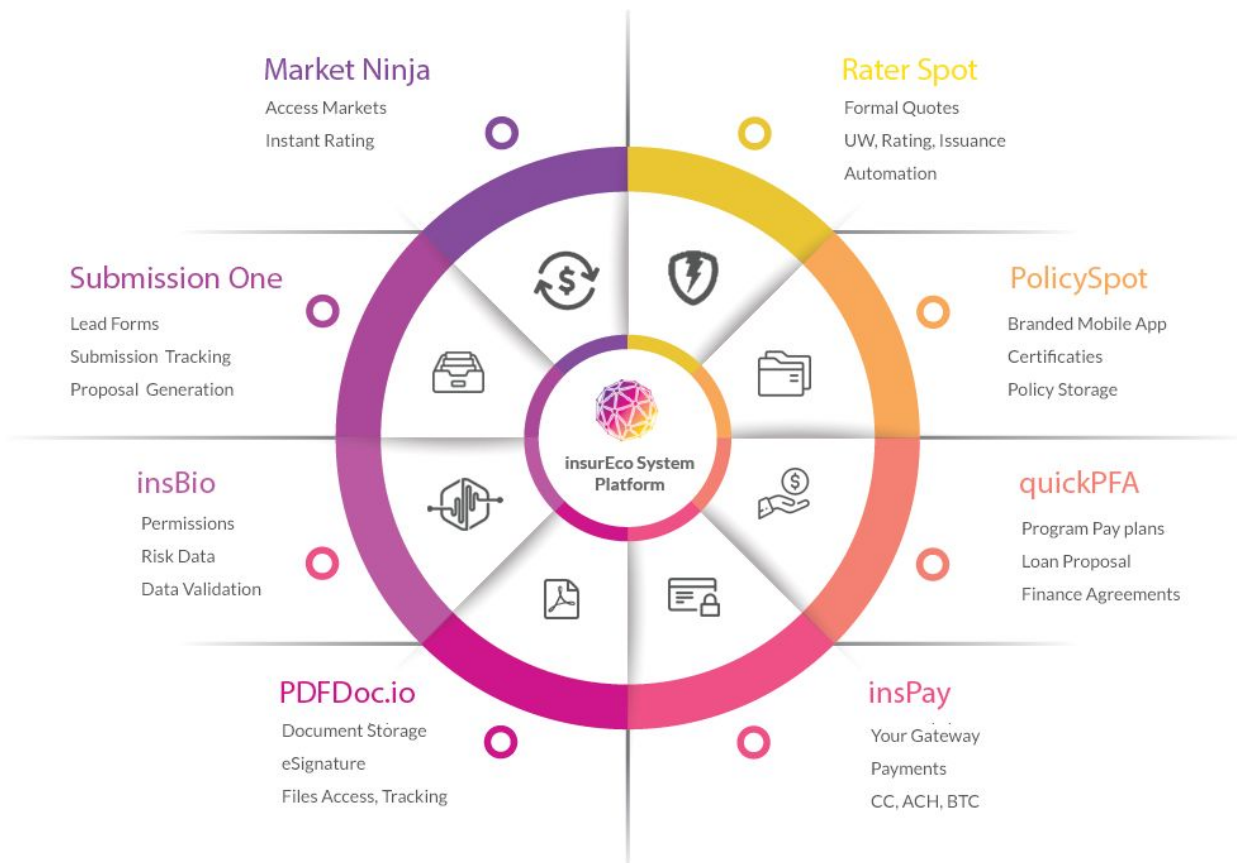 Market Ninja
Access Markets
Instant Rating
Rater Spot
Formal Quotes
UW, Rating, Issuance
Automation
Submission One
Lead Forms
Submission Tracking
Proposal Generation
PolicySpot
Branded Mobile App
Certificaties
Policy Storage
insurEco System
Platform
insBio
Permissions
Risk Data
Data Validation
quickPFA
Program Pay plans
Loan Proposal
Finance Agreements
PDFDoc.io
Document Storage
eSignature
Files Access, Tracking
insPay
Your Gateway
Payments
CC, ACH, BTC
$
$